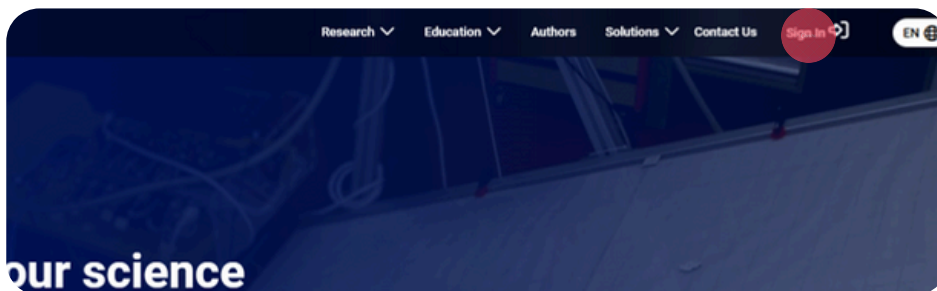 Research Education Authors Solutions Contact Us Sign In EN
our science